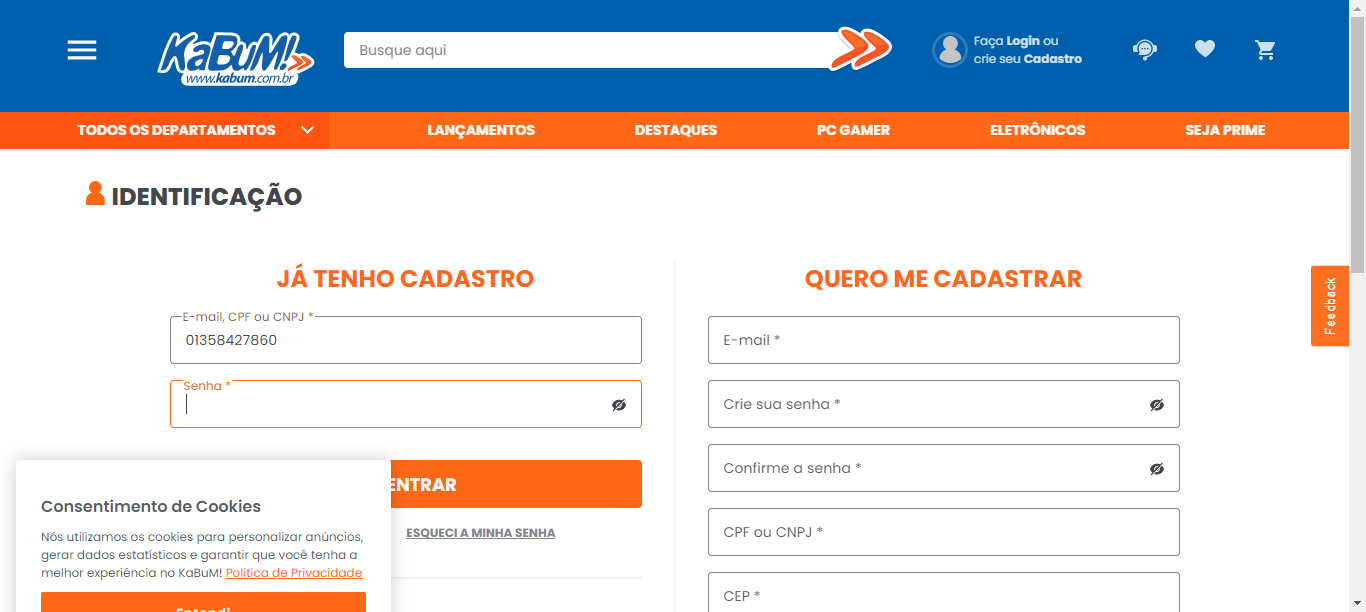 KaBuM!
www.kabum.com.br
Busque aqui
Faça Login ou
crie seu Cadastro
TODOS OS DEPARTAMENTOS
LANÇAMENTOS
DESTAQUES
PC GAMER
ELETRÔNICOS
SEJA PRIME
IDENTIFICAÇÃO
JÁ TENHO CADASTRO
E-mail, CPF ou CNPJ *
01358427860
Senha *
ENTRAR
ESQUECI A MINHA SENHA
QUERO ME CADASTRAR
E-mail *
Crie sua senha *
Confirme a senha *
CPF ou CNPJ *
CEP *
Feedback
Consentimento de Cookies
Nós utilizamos os cookies para personalizar anúncios,
gerar dados estatísticos e garantir que você tenha a
melhor experiência no KaBuM! Política de Privacidade
Entendi